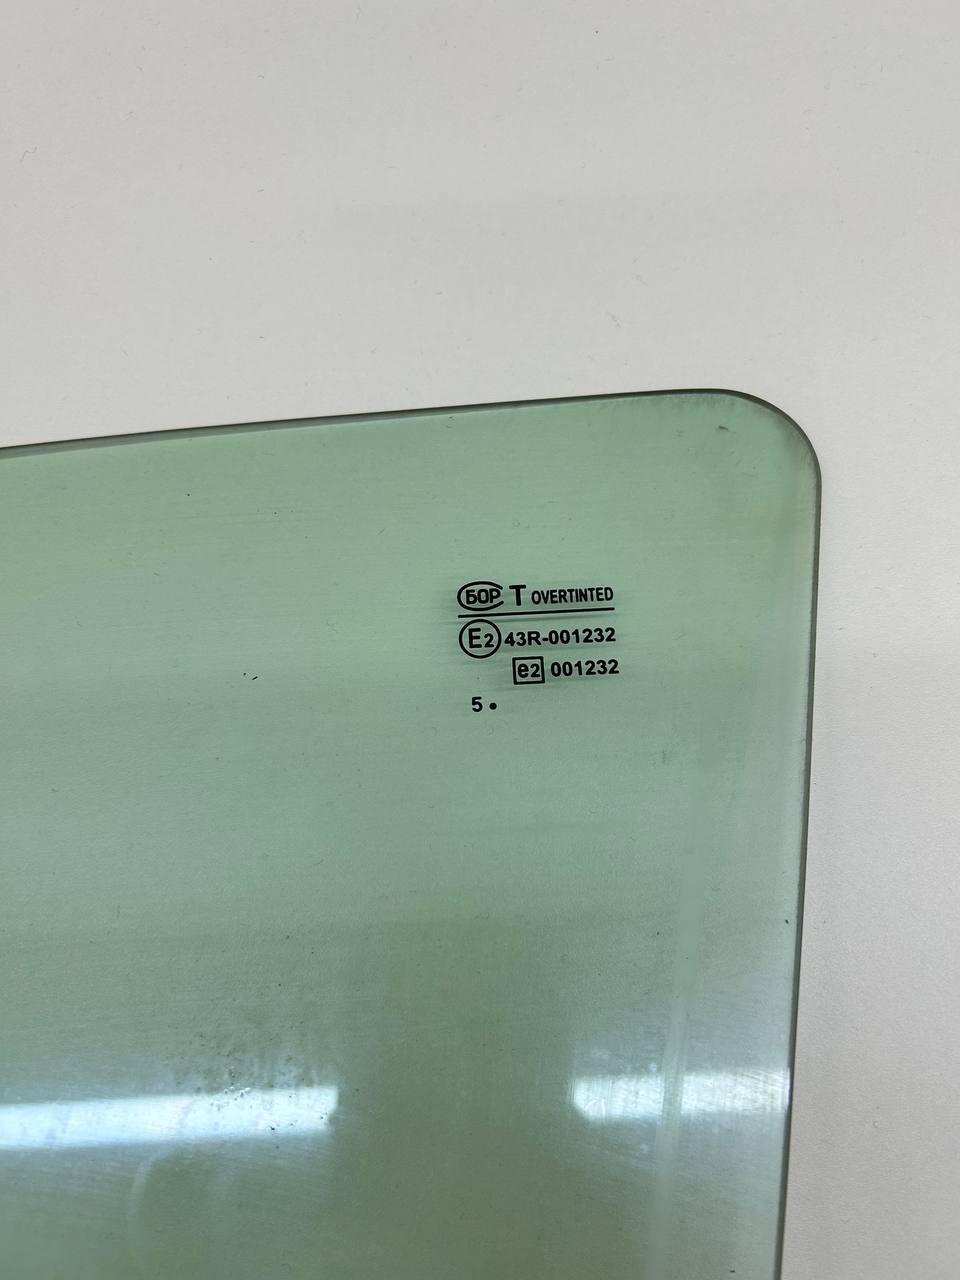 БОР T OVERTINTED
E2 43R-001232
e2 001232
5 •